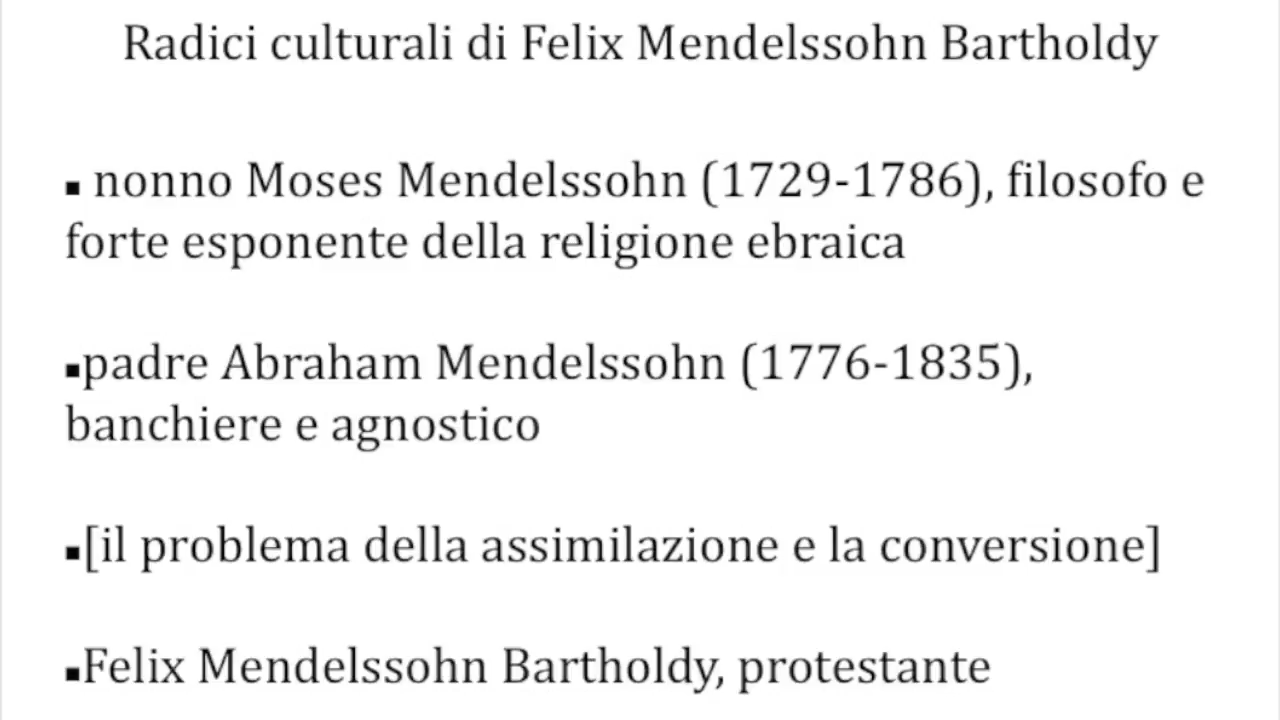 Radici culturali di Felix Mendelssohn Bartholdy
▪ nonno Moses Mendelssohn (1729-1786), filosofo e
forte esponente della religione ebraica
▪padre Abraham Mendelssohn (1776-1835),
banchiere e agnostico
▪[il problema della assimilazione e la conversione]
▪Felix Mendelssohn Bartholdy, protestante